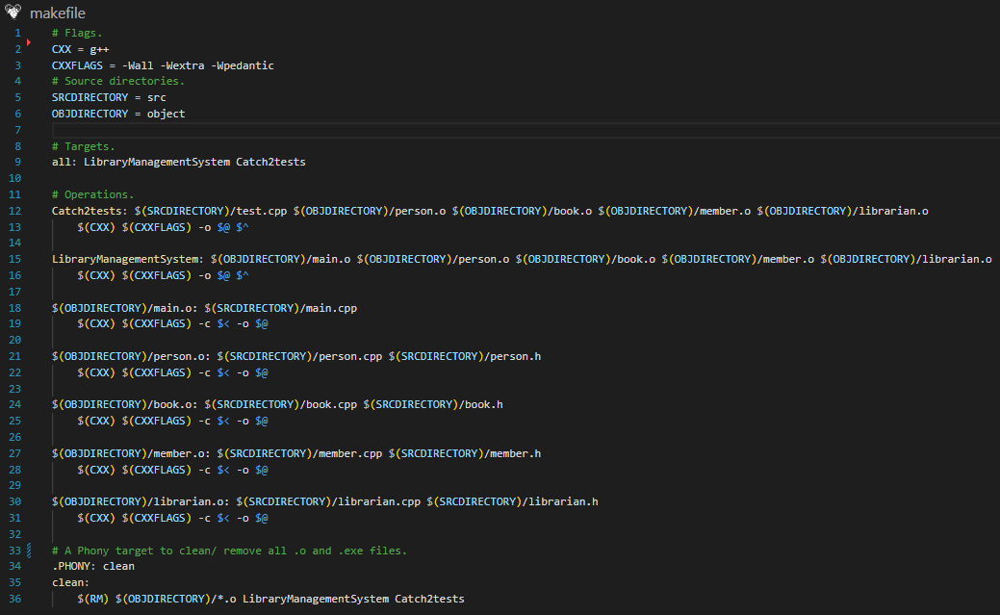 makefile
1 # Flags.
2 CXX = g++
3 CXXFLAGS = -Wall -Wextra -Wpedantic
4 # Source directories.
5 SRCDIRECTORY = src
6 OBJDIRECTORY = object
7
8 # Targets.
9 all: LibraryManagementSystem Catch2tests
10
11 # Operations.
12 Catch2tests: $(SRCDIRECTORY)/test.cpp $(OBJDIRECTORY)/person.o $(OBJDIRECTORY)/book.o $(OBJDIRECTORY)/member.o $(OBJDIRECTORY)/librarian.o
13 $(CXX) $(CXXFLAGS) -o $@ $^
14
15 LibraryManagementSystem: $(OBJDIRECTORY)/main.o $(OBJDIRECTORY)/person.o $(OBJDIRECTORY)/book.o $(OBJDIRECTORY)/member.o $(OBJDIRECTORY)/librarian.o
16 $(CXX) $(CXXFLAGS) -o $@ $^
17
18 $(OBJDIRECTORY)/main.o: $(SRCDIRECTORY)/main.cpp
19 $(CXX) $(CXXFLAGS) -c $< -o $@
20
21 $(OBJDIRECTORY)/person.o: $(SRCDIRECTORY)/person.cpp $(SRCDIRECTORY)/person.h
22 $(CXX) $(CXXFLAGS) -c $< -o $@
23
24 $(OBJDIRECTORY)/book.o: $(SRCDIRECTORY)/book.cpp $(SRCDIRECTORY)/book.h
25 $(CXX) $(CXXFLAGS) -c $< -o $@
26
27 $(OBJDIRECTORY)/member.o: $(SRCDIRECTORY)/member.cpp $(SRCDIRECTORY)/member.h
28 $(CXX) $(CXXFLAGS) -c $< -o $@
29
30 $(OBJDIRECTORY)/librarian.o: $(SRCDIRECTORY)/librarian.cpp $(SRCDIRECTORY)/librarian.h
31 $(CXX) $(CXXFLAGS) -c $< -o $@
32
33 # A Phony target to clean/ remove all .o and .exe files.
34 .PHONY: clean
35 clean:
36 $(RM) $(OBJDIRECTORY)/*.o LibraryManagementSystem Catch2tests